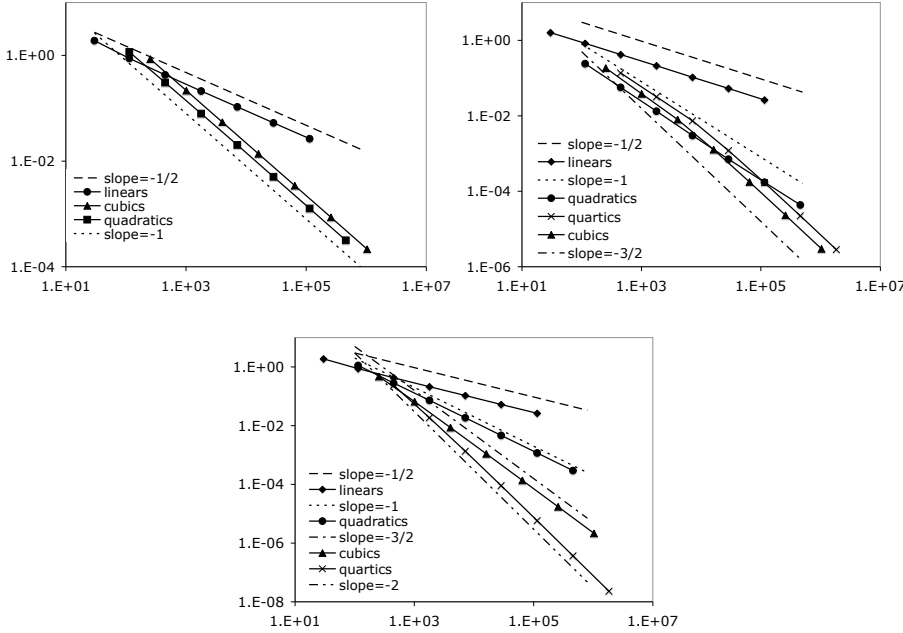 1.E+00
1.E-02
1.E-04
slope=-1/2
linears
cubics
quadratics
slope=-1
1.E+01
1.E+03
1.E+05
1.E+07
1.E+00
1.E-02
1.E-04
1.E-06
slope=-1/2
linears
slope=-1
quadratics
quartics
cubics
slope=-3/2
1.E+01
1.E+03
1.E+05
1.E+07
1.E+00
1.E-02
1.E-04
1.E-06
1.E-08
slope=-1/2
linears
slope=-1
quadratics
slope=-3/2
cubics
quartics
slope=-2
1.E+01
1.E+03
1.E+05
1.E+07